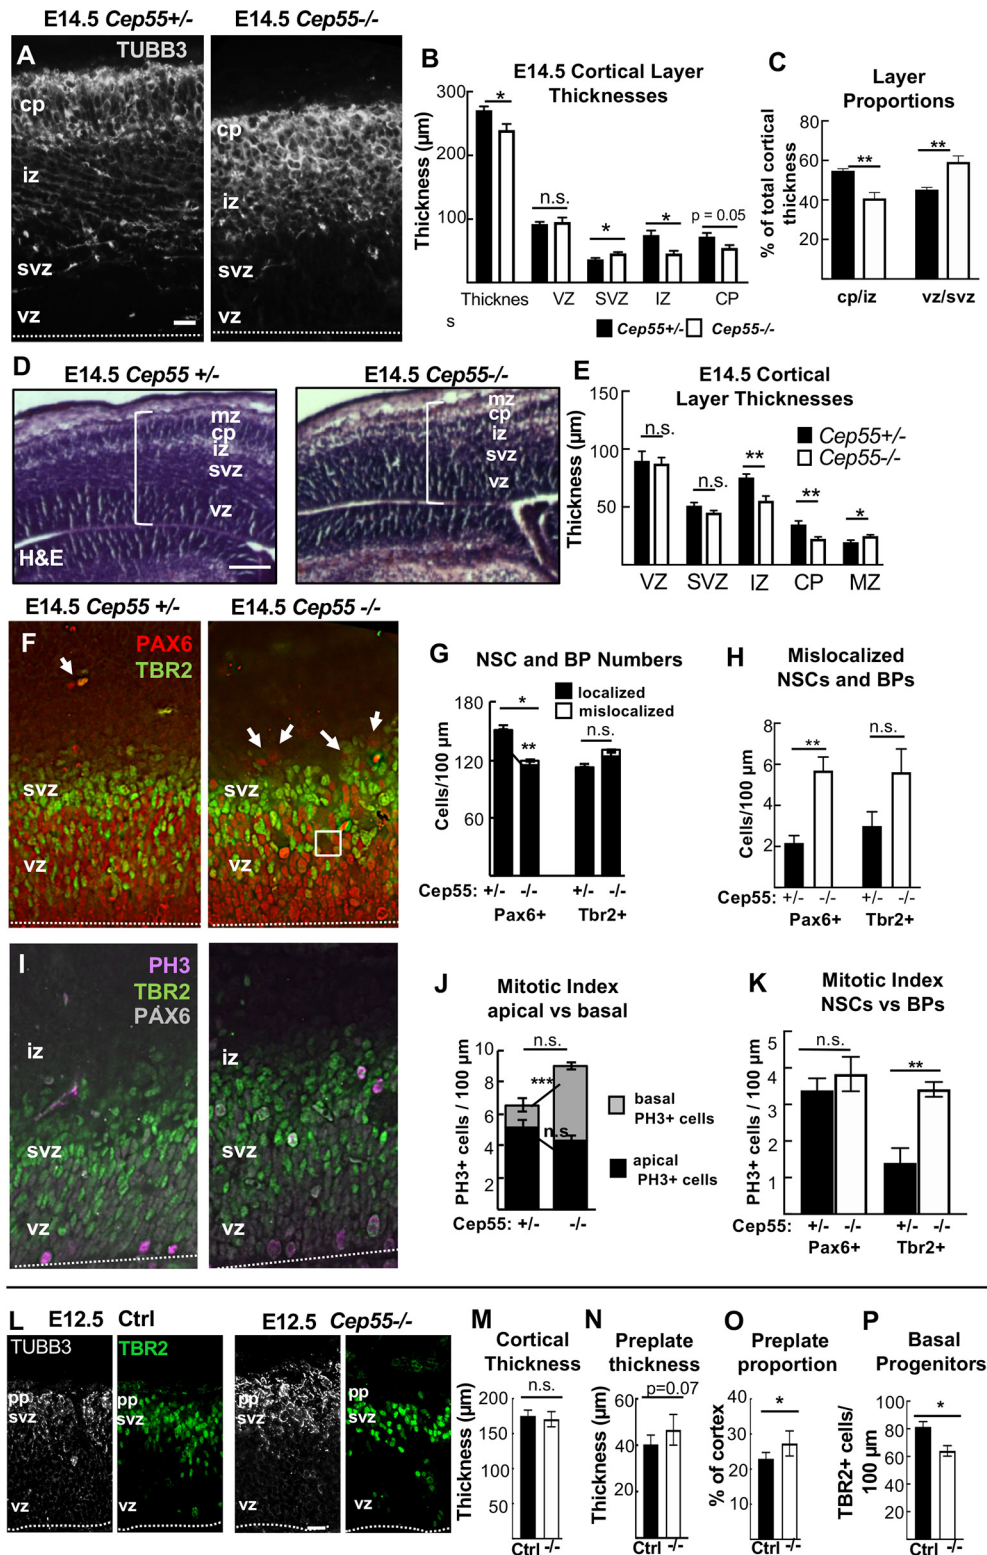 E14.5 Cep55+/-
E14.5 Cep55-/-
A
TUBB3
cp
iz
svz
vz
cp
iz
svz
vz
B
E14.5 Cortical Layer
Thicknesses
Thickness (µm)
300
200
100
*
n.s.
*
*
p = 0.05
Thicknes
s
VZ
SVZ
IZ
CP
Cep55+/-
Cep55-/-
C
Layer
Proportions
% of total cortical
thickness
80
60
40
20
**
**
cp/iz
vz/svz
D
E14.5 Cep55 +/-
E14.5 Cep55-/-
mz
cp
iz
svz
vz
H&E
mz
cp
iz
svz
vz
E
E14.5 Cortical
Layer Thicknesses
Thickness (µm)
150
100
50
n.s.
n.s.
**
**
*
Cep55+/-
Cep55-/-
VZ
SVZ
IZ
CP
MZ
E14.5 Cep55 +/-
E14.5 Cep55 -/-
F
PAX6
TBR2
svz
vz
svz
vz
G
NSC and BP Numbers
localized
mislocalized
Cells/100 µm
180
120
60
*
**
n.s.
Cep55: +/- -/- +/- -/-
Pax6+
Tbr2+
H
Mislocalized
NSCs and BPs
Cells/100 µm
8
6
4
2
**
n.s.
Cep55: +/- -/- +/- -/-
Pax6+
Tbr2+
I
PH3
TBR2
PAX6
iz
svz
vz
iz
svz
vz
J
Mitotic Index
apical vs basal
PH3+ cells / 100 µm
10
8
6
4
2
n.s.
***
n.s
basal
PH3+ cells
apical
PH3+ cells
Cep55: +/- -/-
K
Mitotic Index
NSCs vs BPs
PH3+ cells / 100 µm
5
4
3
2
1
n.s.
**
Cep55: +/- -/- +/- -/-
Pax6+
Tbr2+
L
E12.5 Ctrl
E12.5 Cep55-/-
TUBB3
TBR2
pp
svz
vz
pp
svz
vz
pp
svz
vz
pp
svz
vz
M
Cortical
Thickness
Thickness (µm)
200
150
100
50
n.s.
Ctrl -/-
N
Preplate
thickness
Thickness (µm)
60
40
20
p=0.07
Ctrl -/-
O
Preplate
proportion
% of cortex
40
30
20
10
*
Ctrl -/-
P
Basal
Progenitors
TBR2+ cells/
100 µm
100
80
60
40
20
*
Ctrl -/-